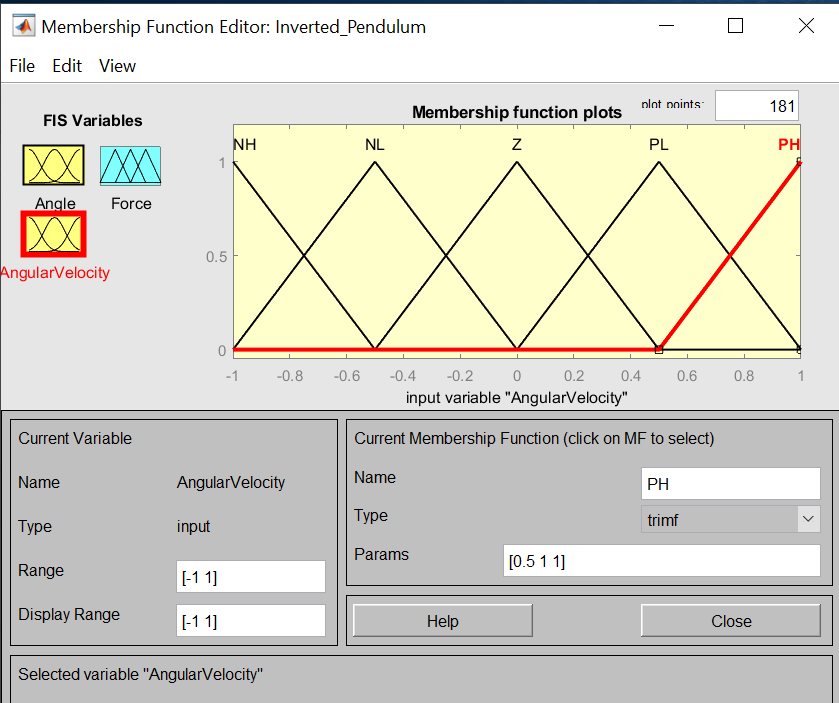 Membership Function Editor: Inverted_Pendulum
File Edit View
FIS Variables
Membership function plots
plot points:
181
Angle
Force
AngularVelocity
NH
NL
Z
PL
PH
1
0.5
0
-1 -0.8 -0.6 -0.4 -0.2 0 0.2 0.4 0.6 0.8 1
input variable "AngularVelocity"
Current Variable
Name AngularVelocity
Type input
Range [-1 1]
Display Range [-1 1]
Current Membership Function (click on MF to select)
Name PH
Type trimf
Params [0.5 1 1]
Help Close
Selected variable "AngularVelocity"